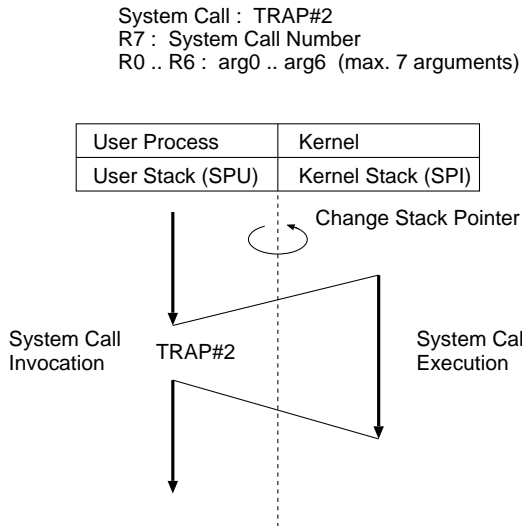 System Call : TRAP#2
R7 : System Call Number
R0 .. R6 : arg0 .. arg6 (max. 7 arguments)
User Process
Kernel
User Stack (SPU)
Kernel Stack (SPI)
Change Stack Pointer
System Call
Invocation
TRAP#2
System Cal
Execution